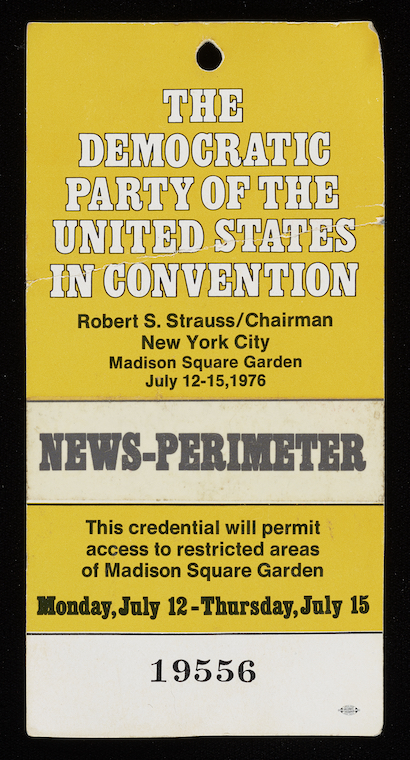 THE
DEMOCRATIC
PARTY OF THE
UNITED STATES
IN CONVENTION
Robert S. Strauss/Chairman
New York City
Madison Square Garden
July 12-15,1976
NEWS-PERIMETER
This credential will permit
access to restricted areas
of Madison Square Garden
Monday, July 12-Thursday, July 15
19556